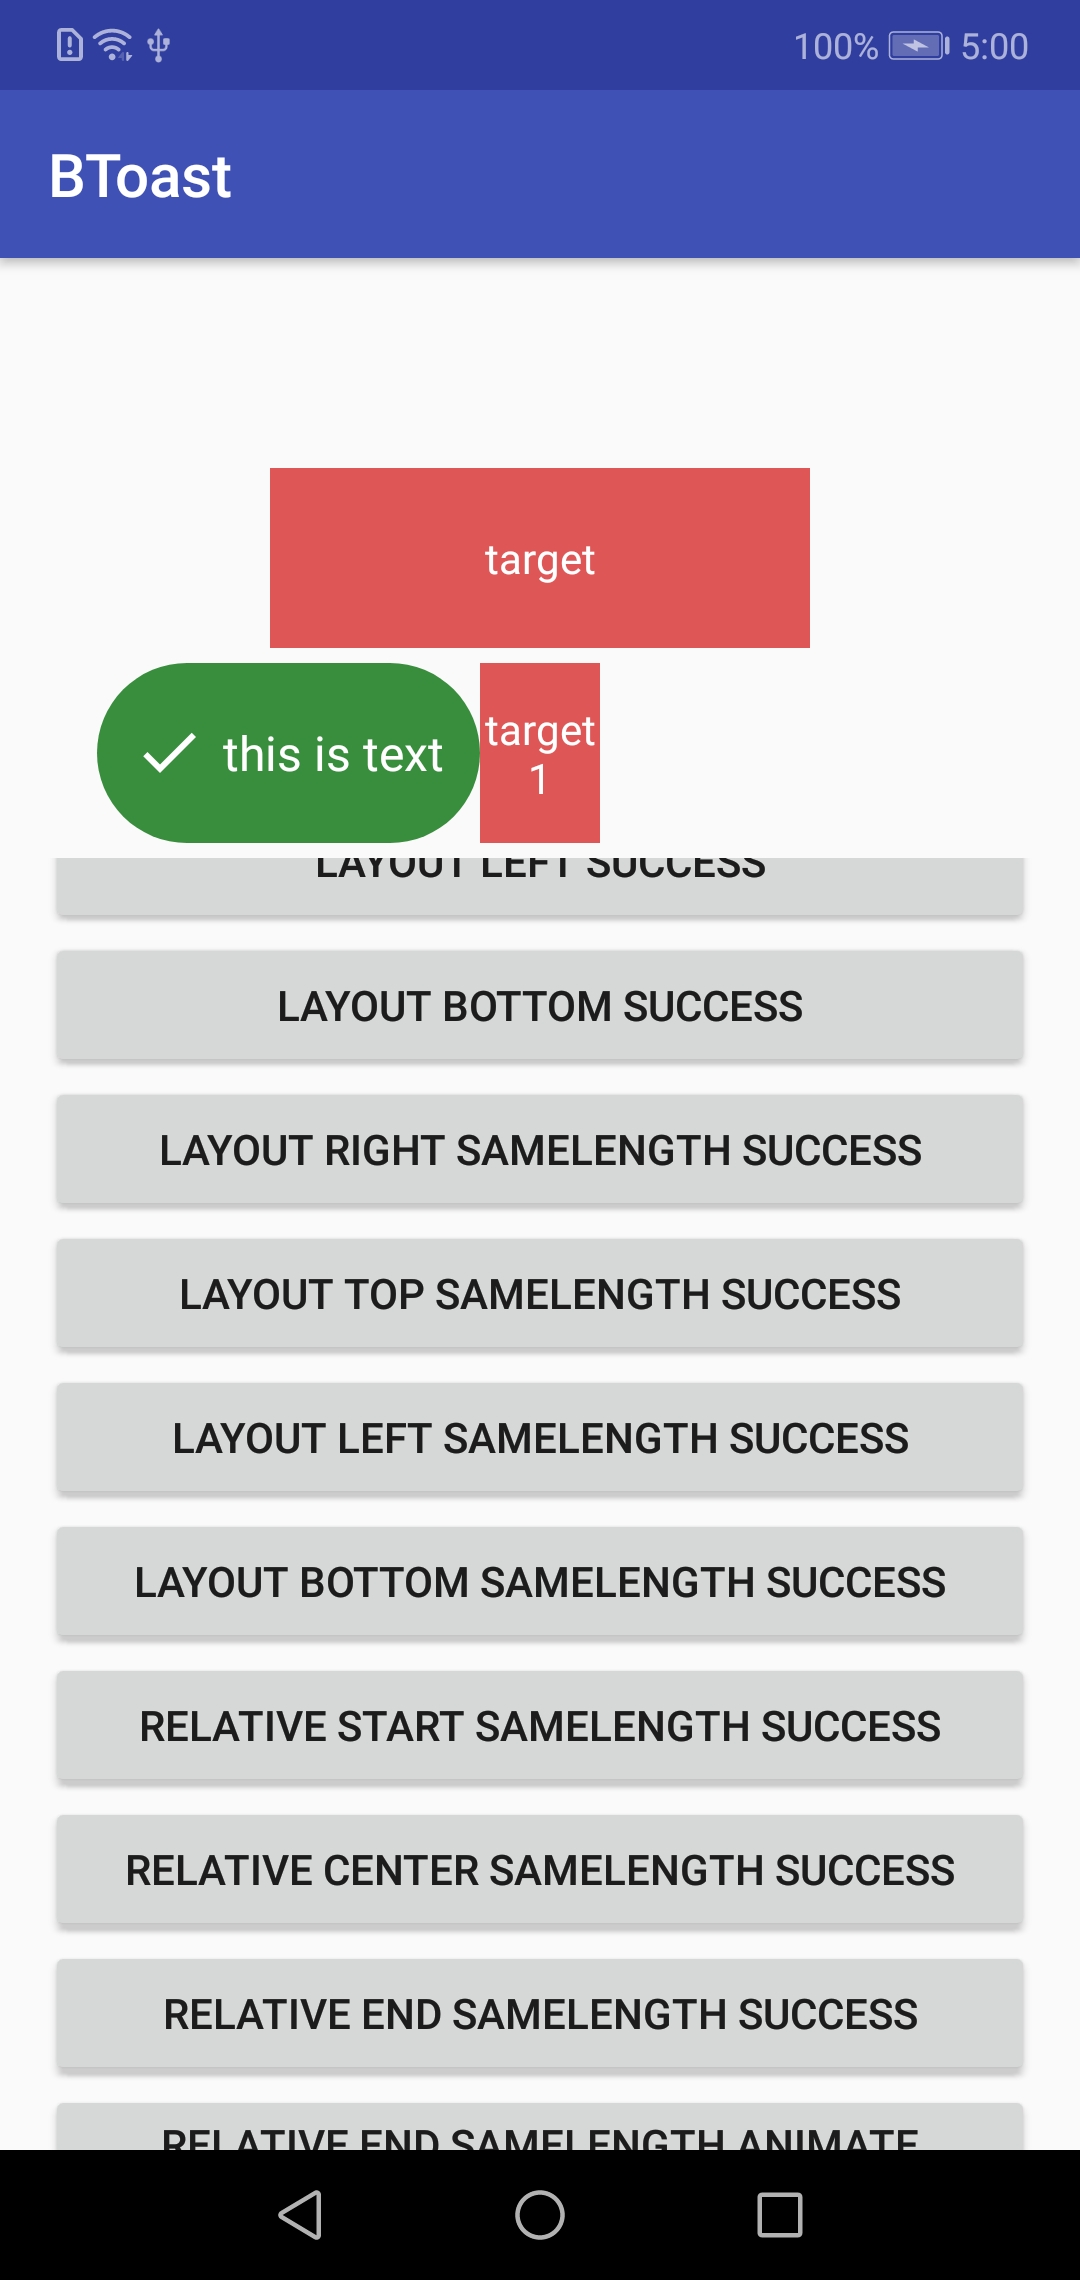 100% 5:00
BToast
target
this is text
target
1
LAYOUT LEFT SUCCESS
LAYOUT BOTTOM SUCCESS
LAYOUT RIGHT SAMELENGTH SUCCESS
LAYOUT TOP SAMELENGTH SUCCESS
LAYOUT LEFT SAMELENGTH SUCCESS
LAYOUT BOTTOM SAMELENGTH SUCCESS
RELATIVE START SAMELENGTH SUCCESS
RELATIVE CENTER SAMELENGTH SUCCESS
RELATIVE END SAMELENGTH SUCCESS
RELATIVE END SAMELENGTH ANIMATE